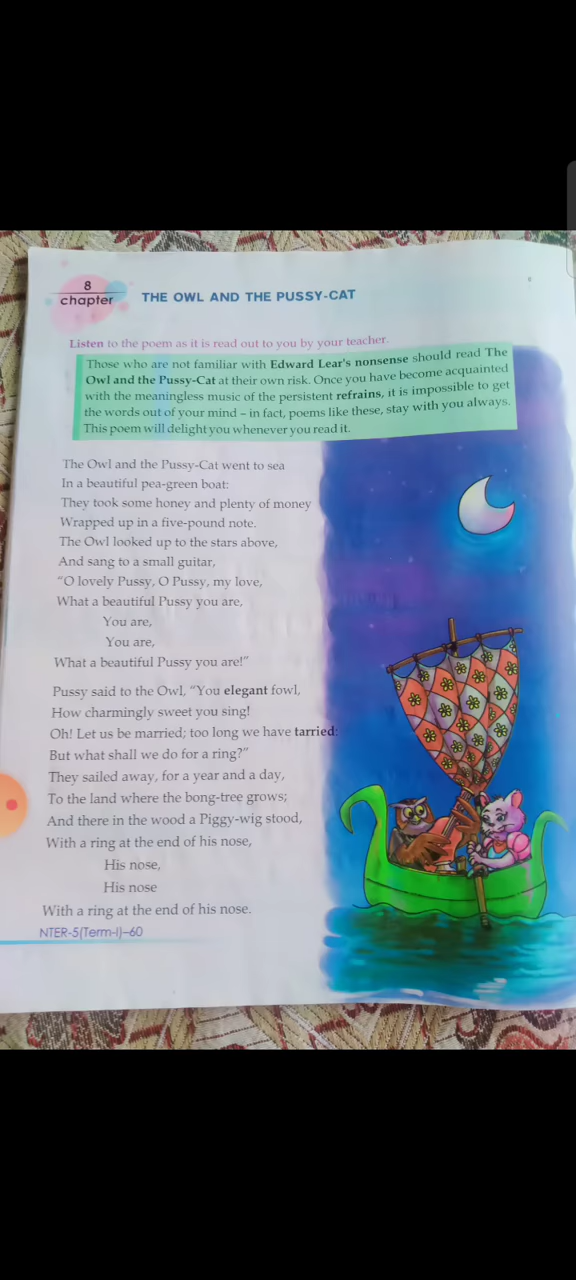 8
chapter
THE OWL AND THE PUSSY-CAT
Listen to the poem as it is read out to you by your teacher.
Those who are not familiar with Edward Lear's nonsense should read The
Owl and the Pussy-Cat at their own risk. Once you have become acquainted
with the meaningless music of the persistent refrains, it is impossible to get
the words out of your mind – in fact, poems like these, stay with you always.
This poem will delight you whenever you read it.
The Owl and the Pussy-Cat went to sea
In a beautiful pea-green boat:
They took some honey and plenty of money
Wrapped up in a five-pound note.
The Owl looked up to the stars above,
And sang to a small guitar,
“O lovely Pussy, O Pussy, my love,
What a beautiful Pussy you are,
You are,
You are,
What a beautiful Pussy you are!”
Pussy said to the Owl, “You elegant fowl,
How charmingly sweet you sing!
Oh! Let us be married; too long we have tarried:
But what shall we do for a ring?”
They sailed away, for a year and a day,
To the land where the bong-tree grows;
And there in the wood a Piggy-wig stood,
With a ring at the end of his nose,
His nose,
His nose
With a ring at the end of his nose.
NTER-5(Term-I)–60